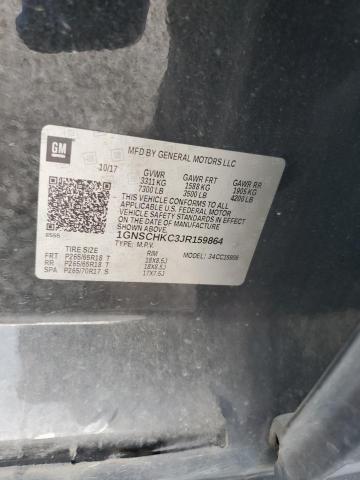 GM
MFD BY GENERAL MOTORS LLC
10/17 GVWR GAWR FRT GAWR RR
3311 KG 1588 KG 1905 KG
7300 LB 3500 LB 4200 LB
THIS VEHICLE CONFORMS TO ALL
APPLICABLE U.S. FEDERAL MOTOR
VEHICLE SAFETY STANDARDS IN EFFECT
ON THE DATE OF MANUFACTURE
SHOWN ABOVE.
1GNSCHKC3JR159864
TYPE: M.P.V.
TIRE SIZE RIM MODEL:
FRT P265/65R18 T 18X8.5J
RR P265/65R18 T 18X8.5J
SPA P265/70R17 S 17X7.5J